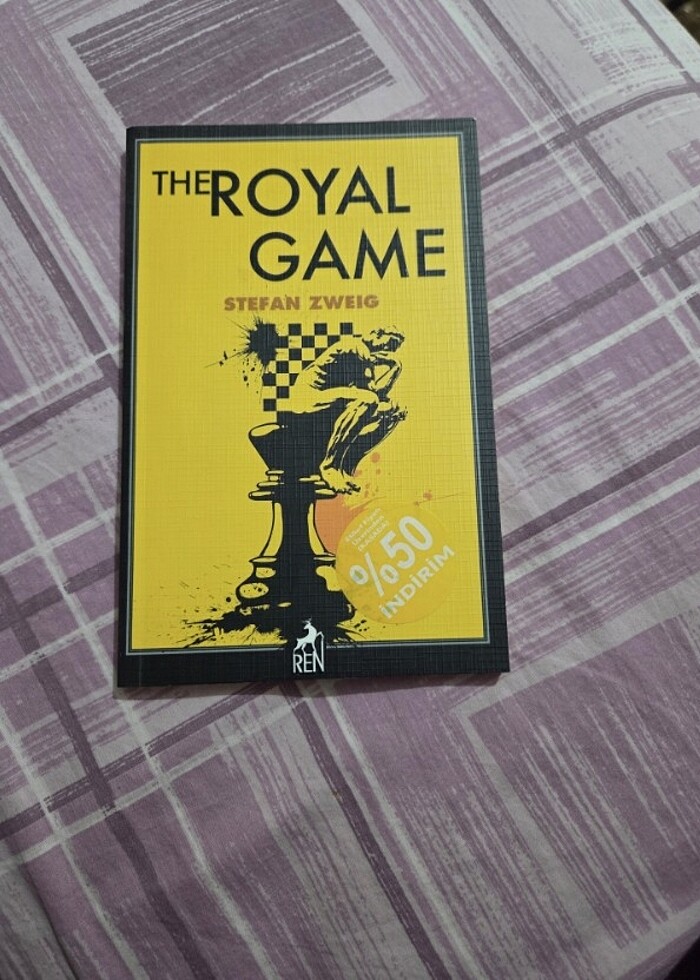 THE ROYAL
GAME
STEFAN ZWEIG
%50
İNDİRİM
REN